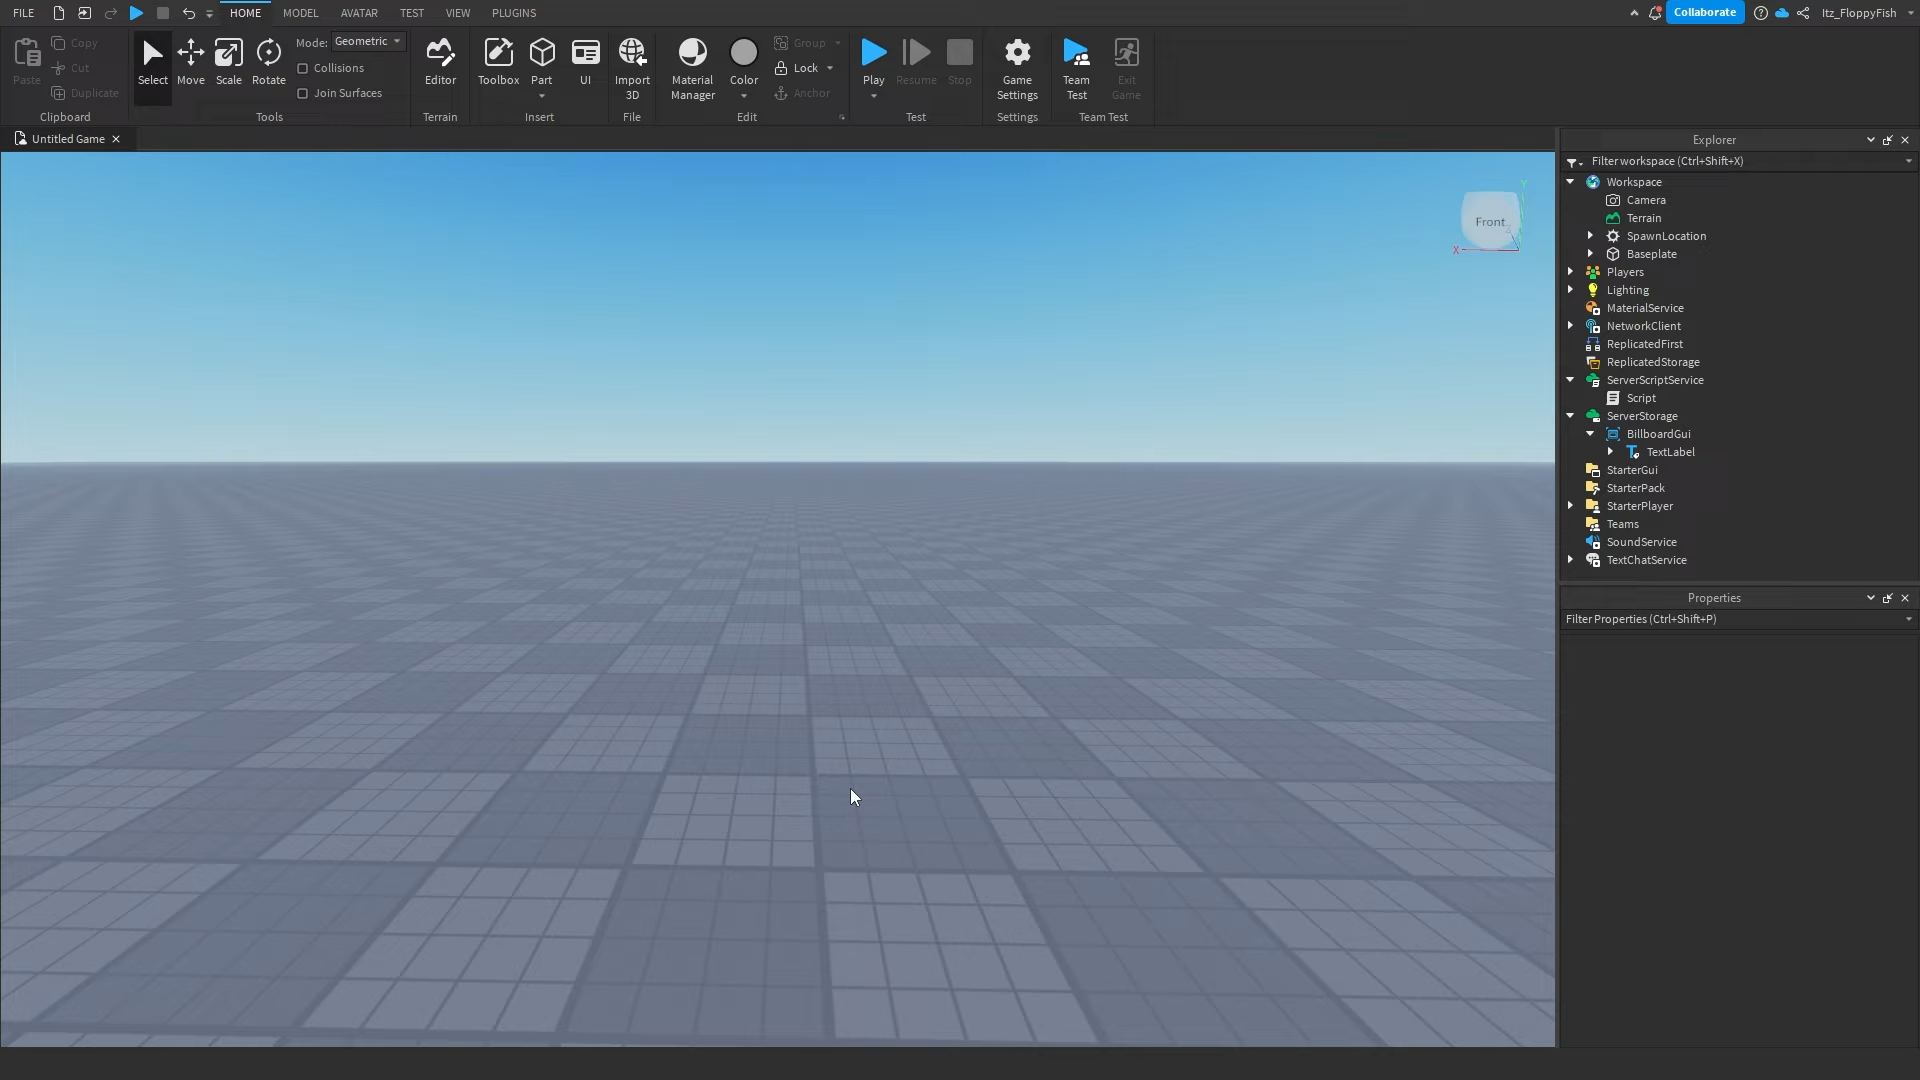 FILE
HOME
MODEL
AVATAR
TEST
VIEW
PLUGINS
Collaborate
Itz_FloppyFish
Paste
Copy
Cut
Duplicate
Clipboard
Select
Move
Scale
Rotate
Mode: Geometric
Collisions
Join Surfaces
Tools
Editor
Terrain
Toolbox
Part
UI
Insert
Import
3D
File
Material
Manager
Color
Group
Lock
Anchor
Edit
Play
Resume
Stop
Test
Game
Settings
Settings
Team
Test
Exit
Game
Team Test
Untitled Game
Front
X
Y
Explorer
Filter workspace (Ctrl+Shift+X)
Workspace
Camera
Terrain
SpawnLocation
Baseplate
Players
Lighting
MaterialService
NetworkClient
ReplicatedFirst
ReplicatedStorage
ServerScriptService
Script
ServerStorage
BillboardGui
TextLabel
StarterGui
StarterPack
StarterPlayer
Teams
SoundService
TextChatService
Properties
Filter Properties (Ctrl+Shift+P)